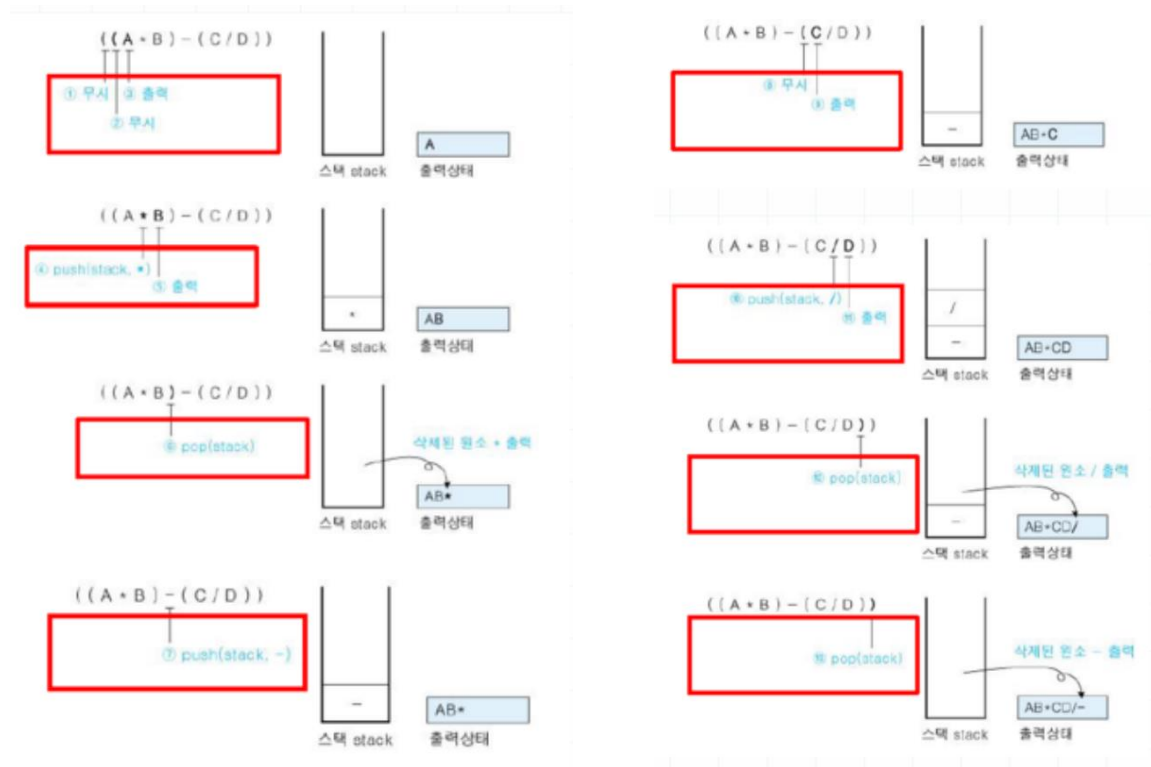 ((A*B)-(C/D))
① 무시 ③ 출력
② 무시
A
스택 stack 출력상태
((A*B)-(C/D))
④ push(stack, *)
⑤ 출력
*
AB
스택 stack 출력상태
((A*B)-(C/D))
⑥ pop(stack)
삭제된 원소 * 출력
AB*
스택 stack 출력상태
((A*B)-(C/D))
⑦ push(stack, -)
-
AB*
스택 stack 출력상태
((A*B)-(C/D))
⑧ 무시
⑨ 출력
-
AB*C
스택 stack 출력상태
((A*B)-(C/D))
⑩ push(stack, /)
⑪ 출력
/
-
AB*CD
스택 stack 출력상태
((A*B)-(C/D))
⑫ pop(stack)
삭제된 원소 / 출력
-
AB*CD/
스택 stack 출력상태
((A*B)-(C/D))
⑬ pop(stack)
삭제된 원소 - 출력
AB*CD/-
스택 stack 출력상태